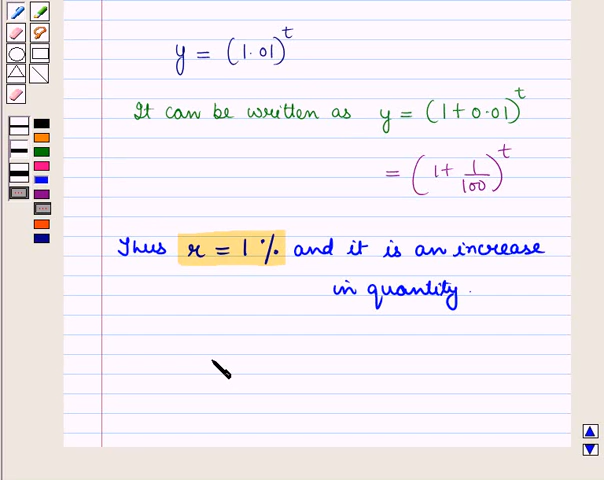 y = (1.01)^t
It can be written as y = (1+0.01)^t
= (1+ 1/100)^t
Thus r = 1 % and it is an increase
in quantity.